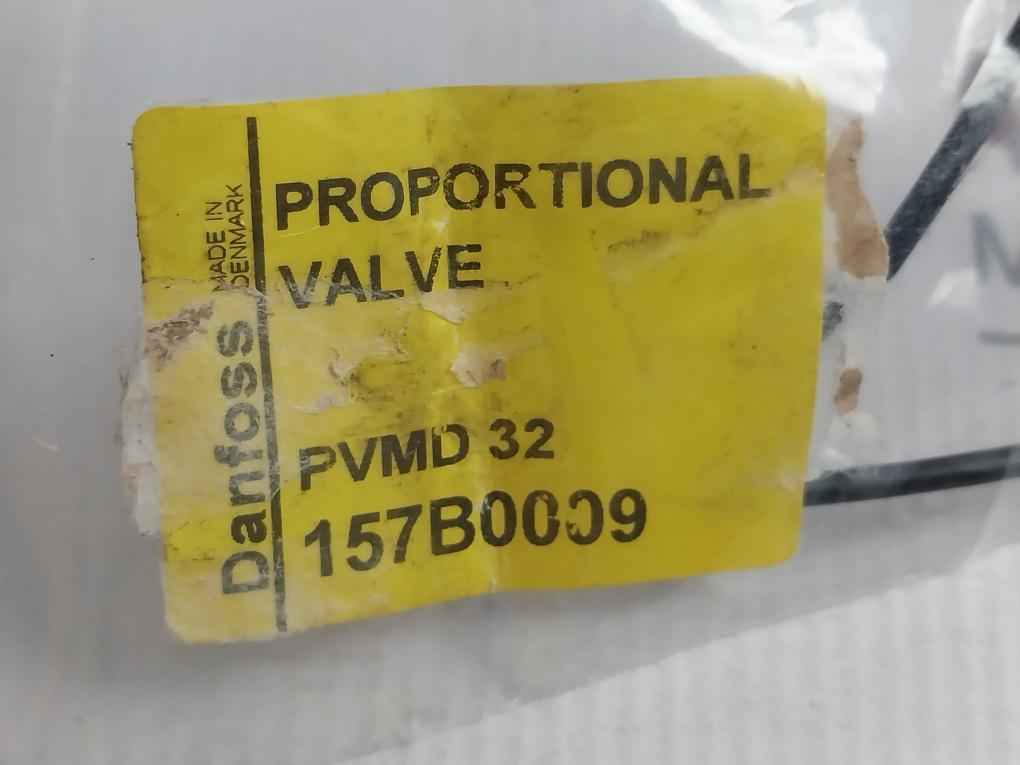 PROPORTIONAL
VALVE
PVMD 32
157B0009
Danfoss
MADE IN
DENMARK